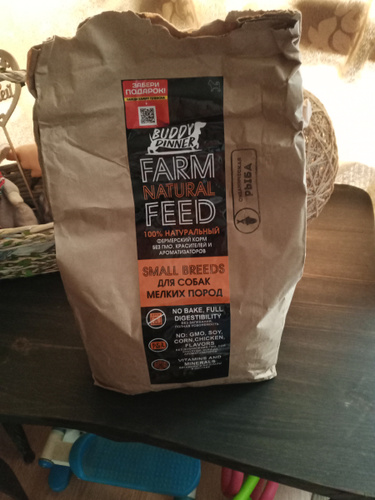 ЗАБЕРИ
ПОДАРОК!
BUDDY
DINNER
FARM
NATURAL
FEED
100% НАТУРАЛЬНЫЙ
ФЕРМЕРСКИЙ КОРМ
БЕЗ ГМО, КРАСИТЕЛЕЙ И
АРОМАТИЗАТОРОВ
SMALL BREEDS
ДЛЯ СОБАК
МЕЛКИХ ПОРОД
NO BAKE, FULL
DIGESTIBILITY
NO: GMO, SOY,
CORN, CHICKEN,
FLAVORS
VITAMINS AND
MINERALS
РЫБА